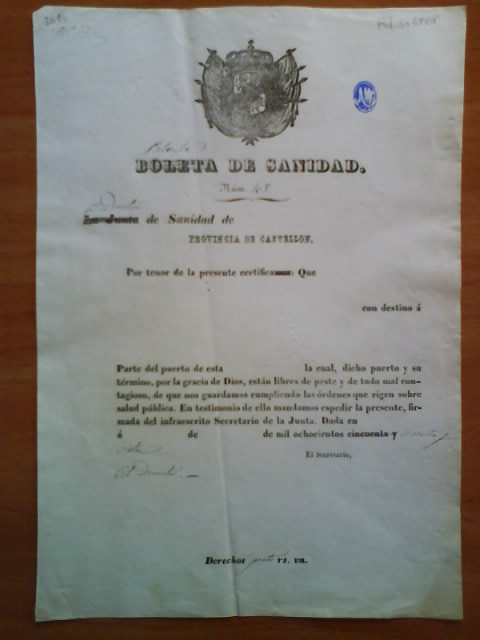 BOLETA DE SANIDAD.
Núm.
La Junta de Sanidad de
PROVINCIA DE CASTELLON,
Por tenor de la presente certificamos: Que
con destino á
Parte del puerto de esta la cual, dicho puerto y su
término, por la gracia de Dios, están libres de peste y de todo mal con-
tagioso, de que nos guardamos cumpliendo las órdenes que rigen sobre
salud pública. En testimonio de ello mandamos espedir la presente, fir-
mada del infraescrito Secretario de la Junta. Dada en
á de de mil ochocientos cincuenta y
El Secretario,
Derechos rs. vn.